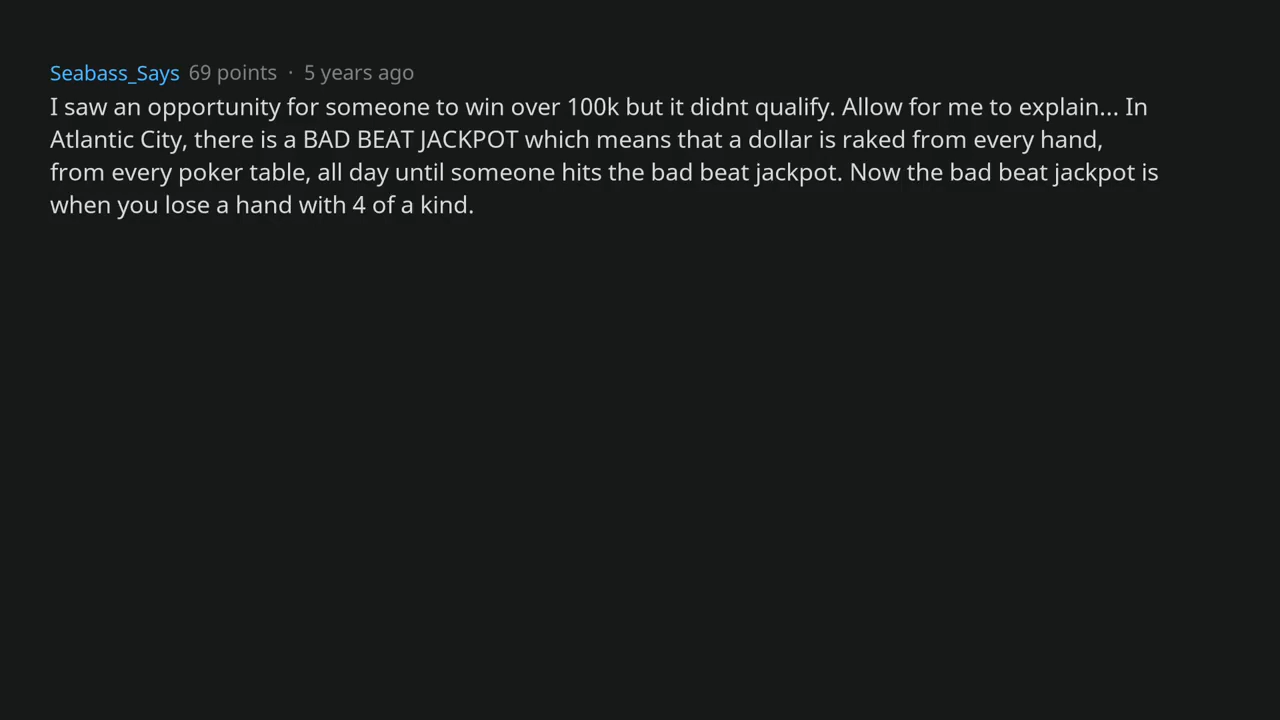 Seabass_Says 69 points · 5 years ago
I saw an opportunity for someone to win over 100k but it didnt qualify. Allow for me to explain... In
Atlantic City, there is a BAD BEAT JACKPOT which means that a dollar is raked from every hand,
from every poker table, all day until someone hits the bad beat jackpot. Now the bad beat jackpot is
when you lose a hand with 4 of a kind.